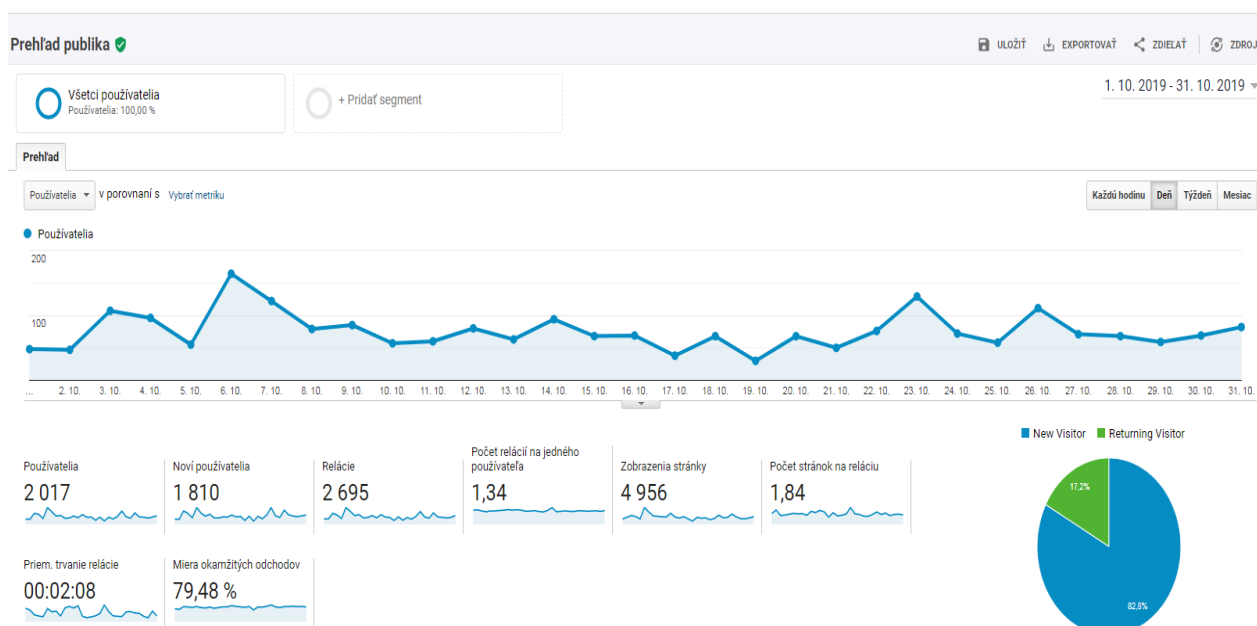 Prehľad publika
ULOŽIŤ EXPORTOVAŤ ZDIEĽAŤ ZDROJ
Všetci používatelia
Používatelia: 100,00 %
+ Pridať segment
1. 10. 2019 - 31. 10. 2019
Prehľad
Používatelia v porovnaní s Vybrať metriku
Každú hodinu Deň Týždeň Mesiac
Používatelia
200
100
... 2. 10. 3. 10. 4. 10. 5. 10. 6. 10. 7. 10. 8. 10. 9. 10. 10. 10. 11. 10. 12. 10. 13. 10. 14. 10. 15. 10. 16. 10. 17. 10. 18. 10. 19. 10. 20. 10. 21. 10. 22. 10. 23. 10. 24. 10. 25. 10. 26. 10. 27. 10. 28. 10. 29. 10. 30. 10. 31. 10.
New Visitor Returning Visitor
Používatelia
2 017
Noví používatelia
1 810
Relácie
2 695
Počet relácií na jedného
používateľa
1,34
Zobrazenia stránky
4 956
Počet stránok na reláciu
1,84
17,2%
82,8%
Priem. trvanie relácie
00:02:08
Miera okamžitých odchodov
79,48 %